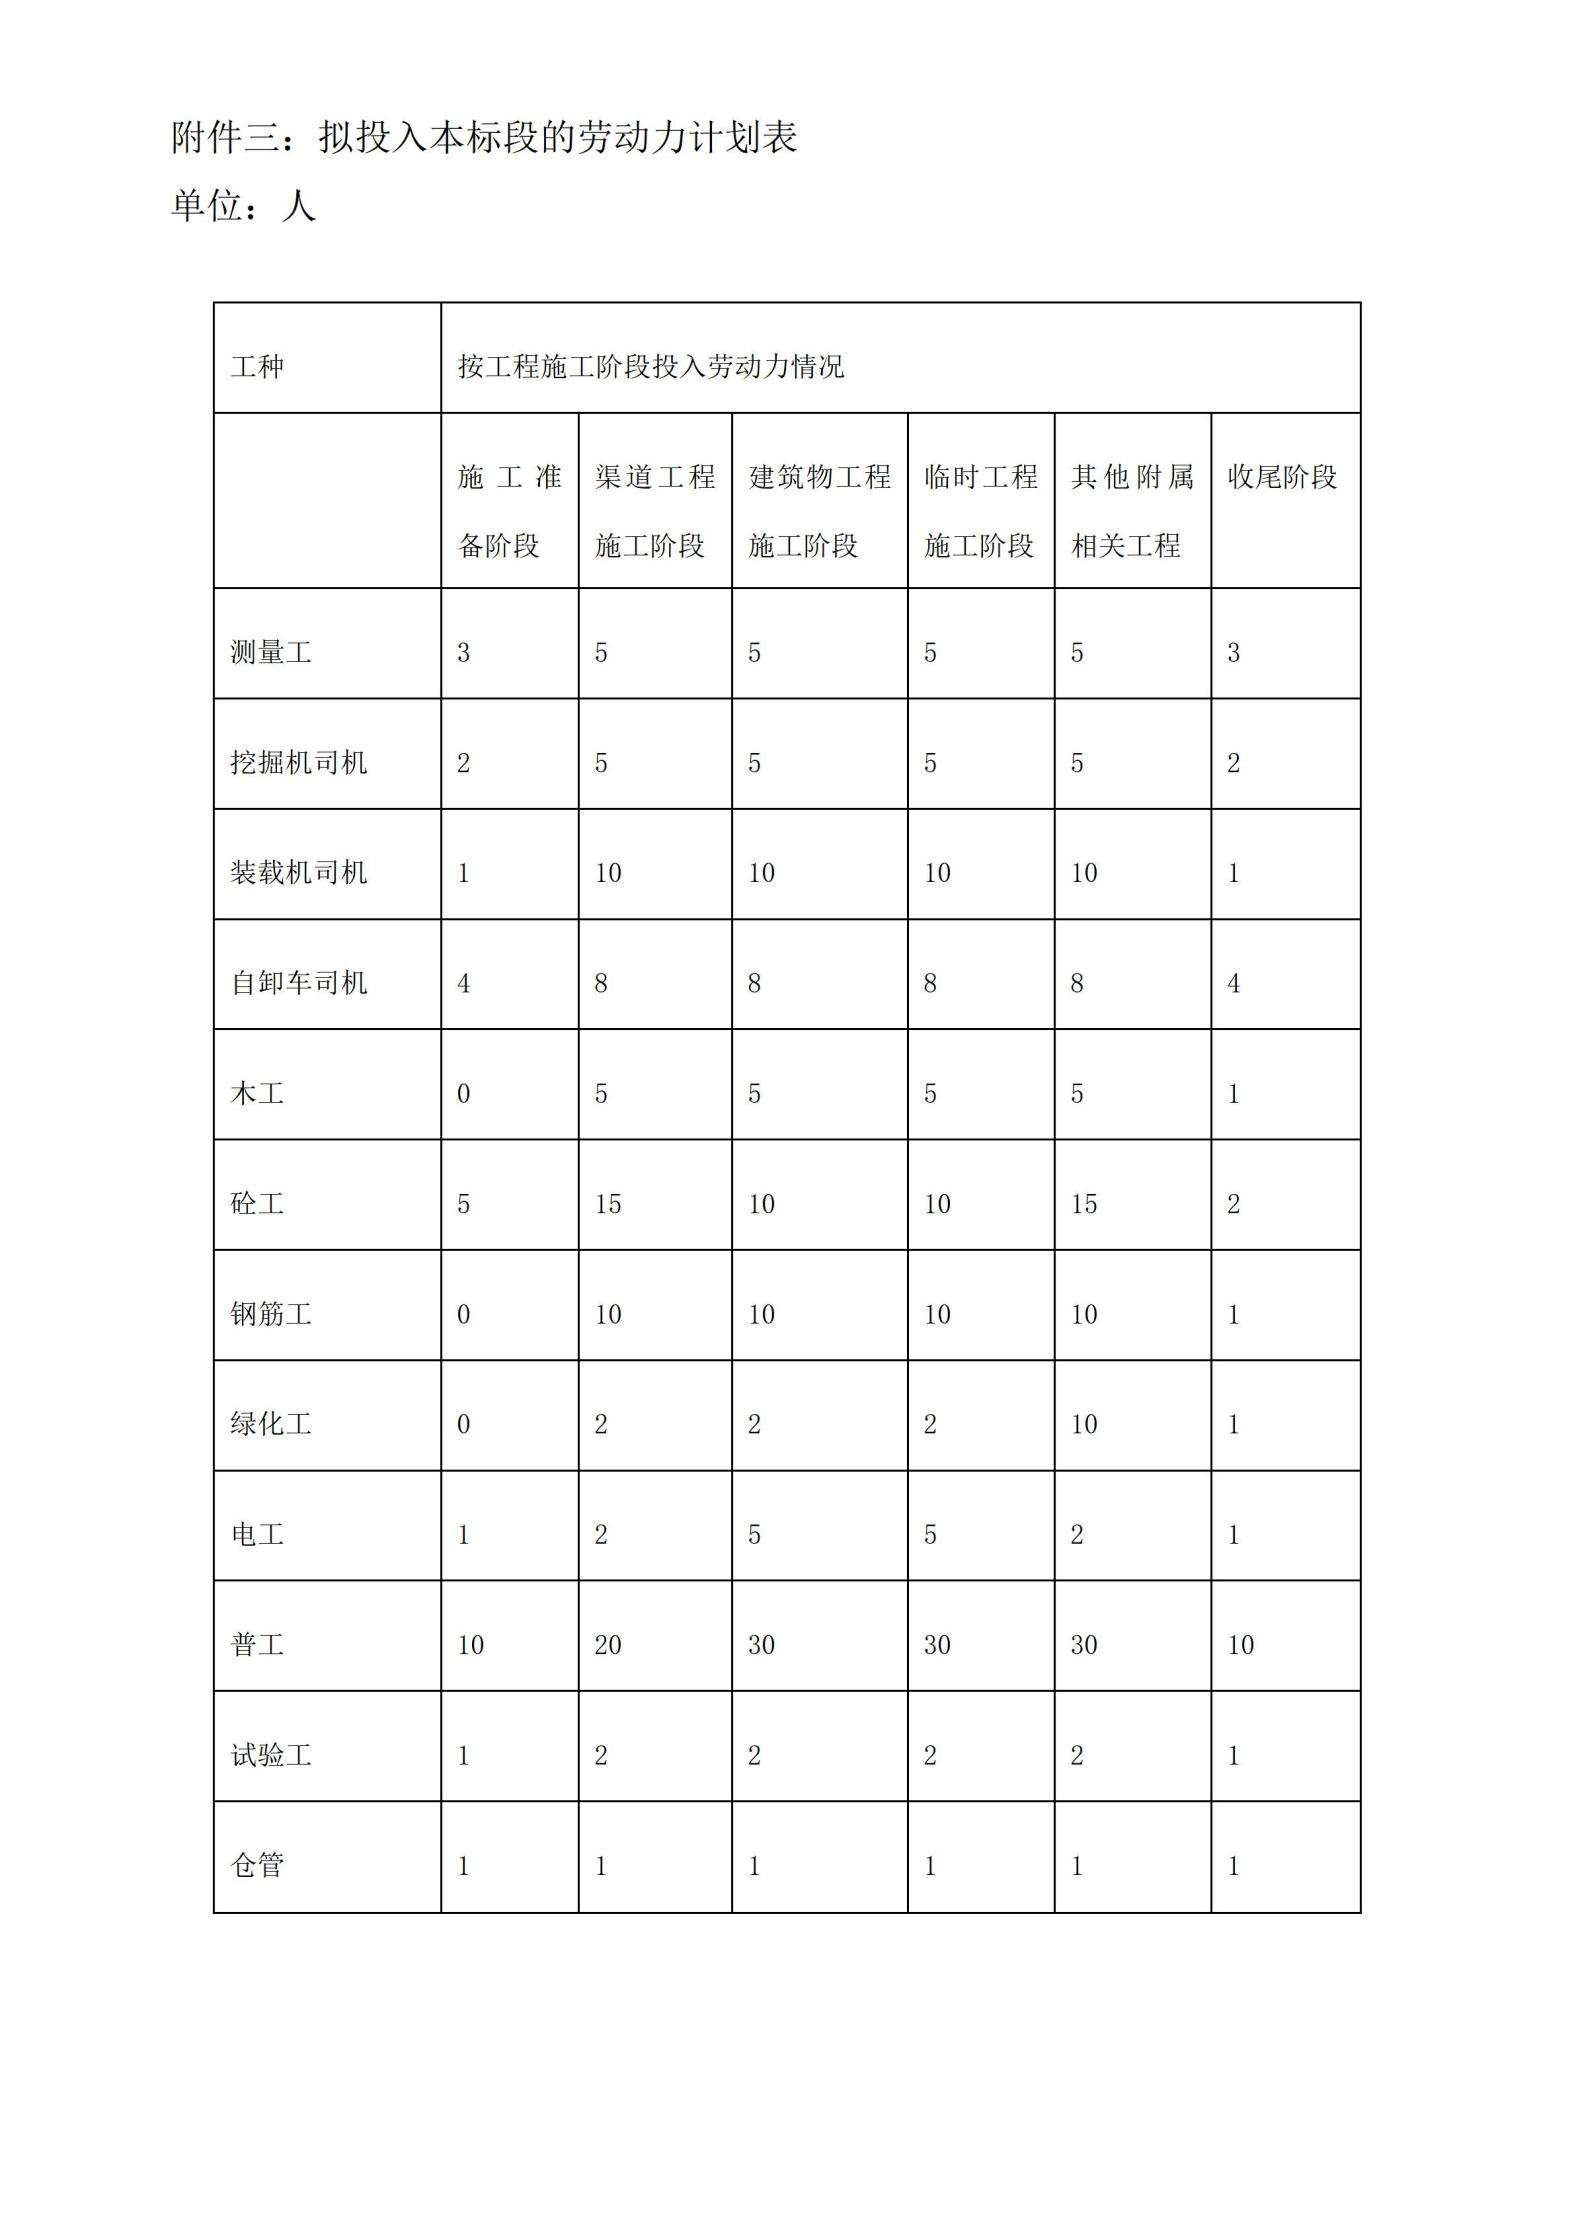 附件三：拟投入本标段的劳动力计划表
单位：人
工种 按工程施工阶段投入劳动力情况
施工准 渠道工程 建筑物工程 临时工程 其他附属 收尾阶段
备阶段 施工阶段 施工阶段 施工阶段 相关工程
测量工 3 5 5 5 5 3
挖掘机司机 2 5 5 5 5 2
装载机司机 1 10 10 10 10 1
自卸车司机 4 8 8 8 8 4
木工 0 5 5 5 5 1
砼工 5 15 10 10 15 2
钢筋工 0 10 10 10 10 1
绿化工 0 2 2 2 10 1
电工 1 2 5 5 2 1
普工 10 20 30 30 30 10
试验工 1 2 2 2 2 1
仓管 1 1 1 1 1 1